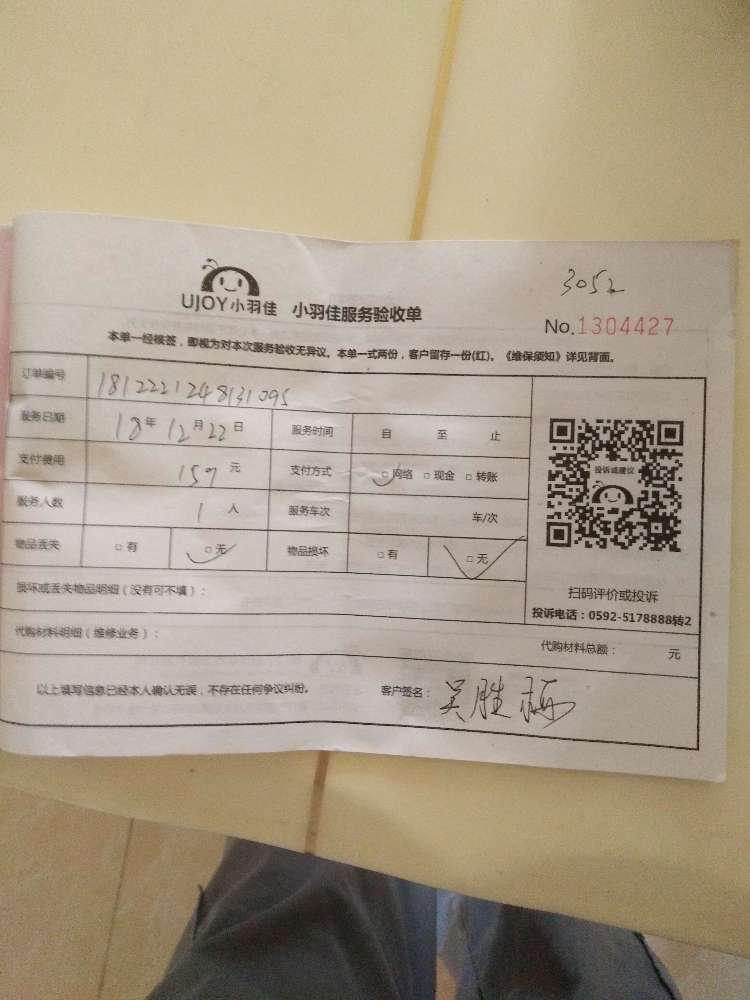 3052
UJOY小羽佳 小羽佳服务验收单
No.1304427
本单一经核签，即视为对本次服务验收无异议。本单一式两份，客户留存一份(红)。《维保须知》详见背面。
订单编号 1812221248131095
服务日期 18年12月22日 服务时间 自 至 止
支付费用 157元 支付方式 □网络 □现金 □转账
服务人数 1人 服务车次 车/次
物品丢失 □有 □无 物品损坏 □有 □无
投诉或建议
扫码评价或投诉
投诉电话：0592-5178888转2
损坏或丢失物品明细（没有可不填）：
代购材料明细（维修业务）： 代购材料总额： 元
以上填写信息已经本人确认无误，不存在任何争议纠纷。 客户签名：吴胜